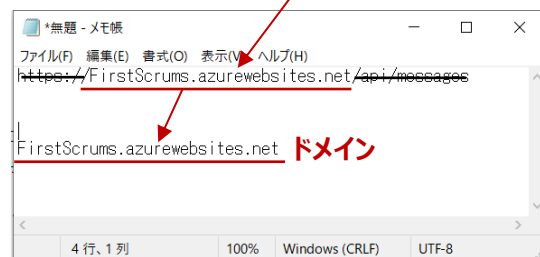 *無題 - メモ帳
ファイル(F) 編集(E) 書式(O) 表示(V) ヘルプ(H)
https://FirstScrums.azurewebsites.net/api/messages
FirstScrums.azurewebsites.net ドメイン
4 行、1 列 100% Windows (CRLF) UTF-8